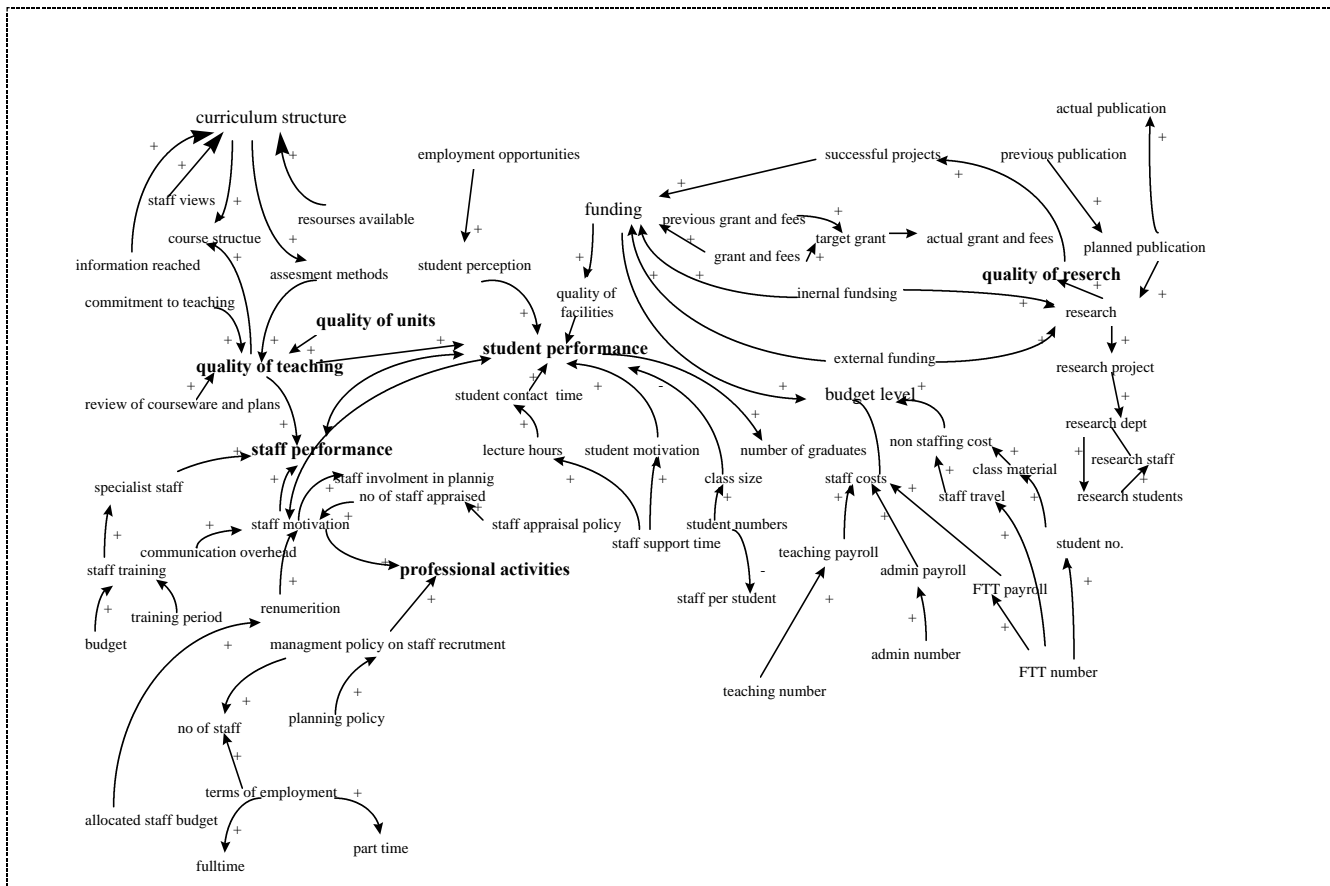 actual publication
curriculum structure
employment opportunities
successful projects
previous publication
staff views
resourses available
funding
previous grant and fees
course structue
target grant
actual grant and fees
planned publication
information reached
assesment methods
student perception
grant and fees
quality of reserch
commitment to teaching
quality of
facilities
inernal fundsing
research
quality of units
student performance
external funding
quality of teaching
research project
review of courseware and plans
student contact time
budget level
research dept
staff performance
lecture hours
student motivation
number of graduates
non staffing cost
research staff
specialist staff
staff involment in plannig
class size
staff costs
class material
no of staff appraised
staff travel
research students
staff motivation
staff appraisal policy
student numbers
communication overhead
staff support time
teaching payroll
student no.
staff training
professional activities
admin payroll
FTT payroll
training period
renumerition
staff per student
budget
managment policy on staff recrutment
admin number
FTT number
no of staff
planning policy
teaching number
terms of employment
allocated staff budget
part time
fulltime